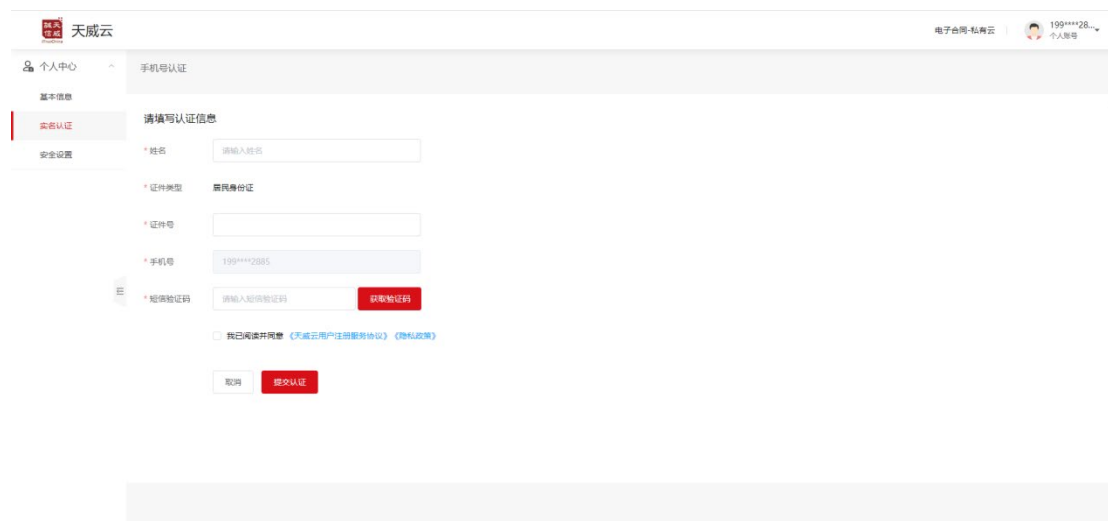 天威云
电子合同-私有云
199****28...
个人账号
个人中心
手机号认证
基本信息
实名认证
安全设置
请填写认证信息
* 姓名 请输入姓名
* 证件类型 居民身份证
* 证件号
* 手机号 199****2885
* 短信验证码 请输入短信验证码 获取验证码
我已阅读并同意 《天威云用户注册服务协议》 《隐私政策》
取消 提交认证